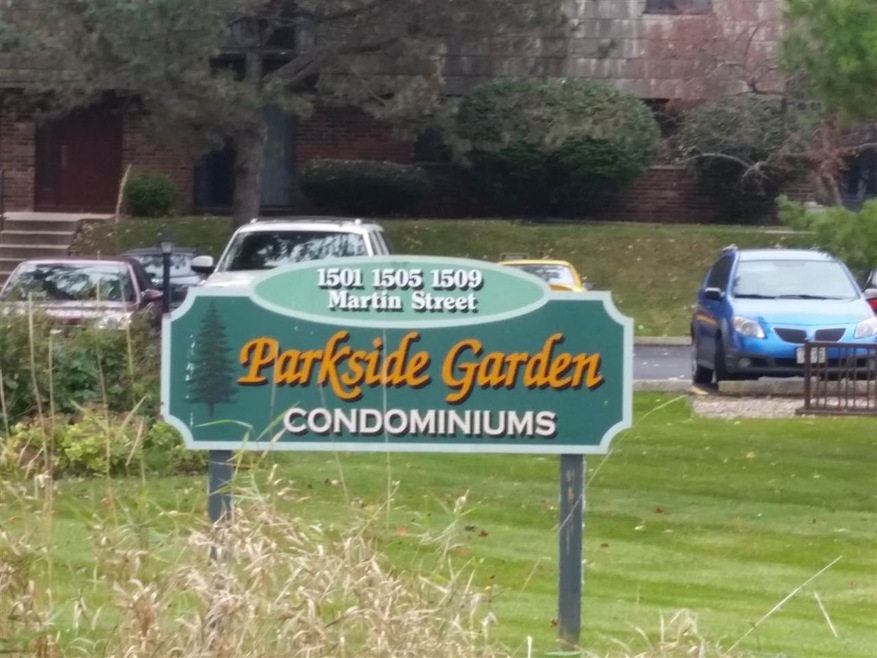 1501 1505 1509
Martin Street
Parkside Garden
CONDOMINIUMS